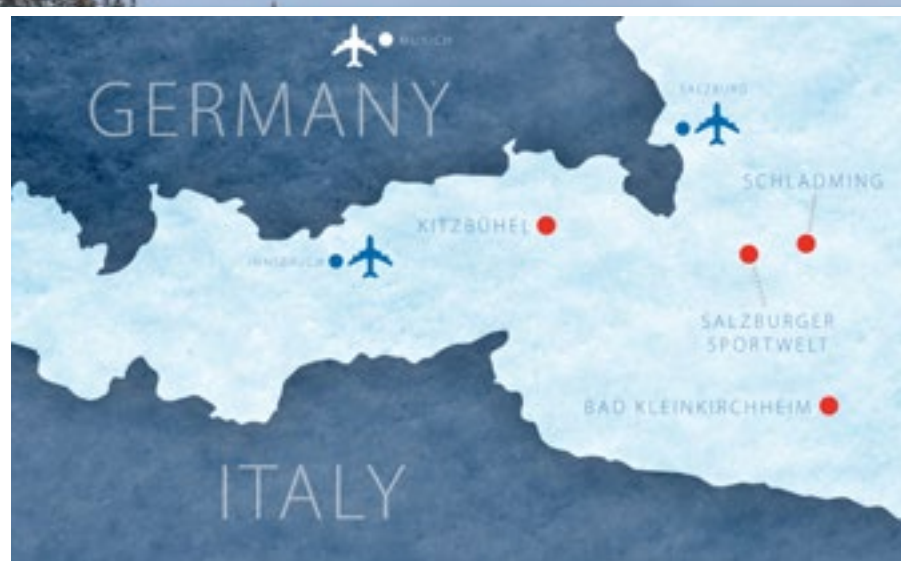 MUNICH
GERMANY
SALZBURG
SCHLADMING
KITZBÜHEL
INNSBRUCK
SALZBURGER
SPORTWELT
BAD KLEINKIRCHHEIM
ITALY